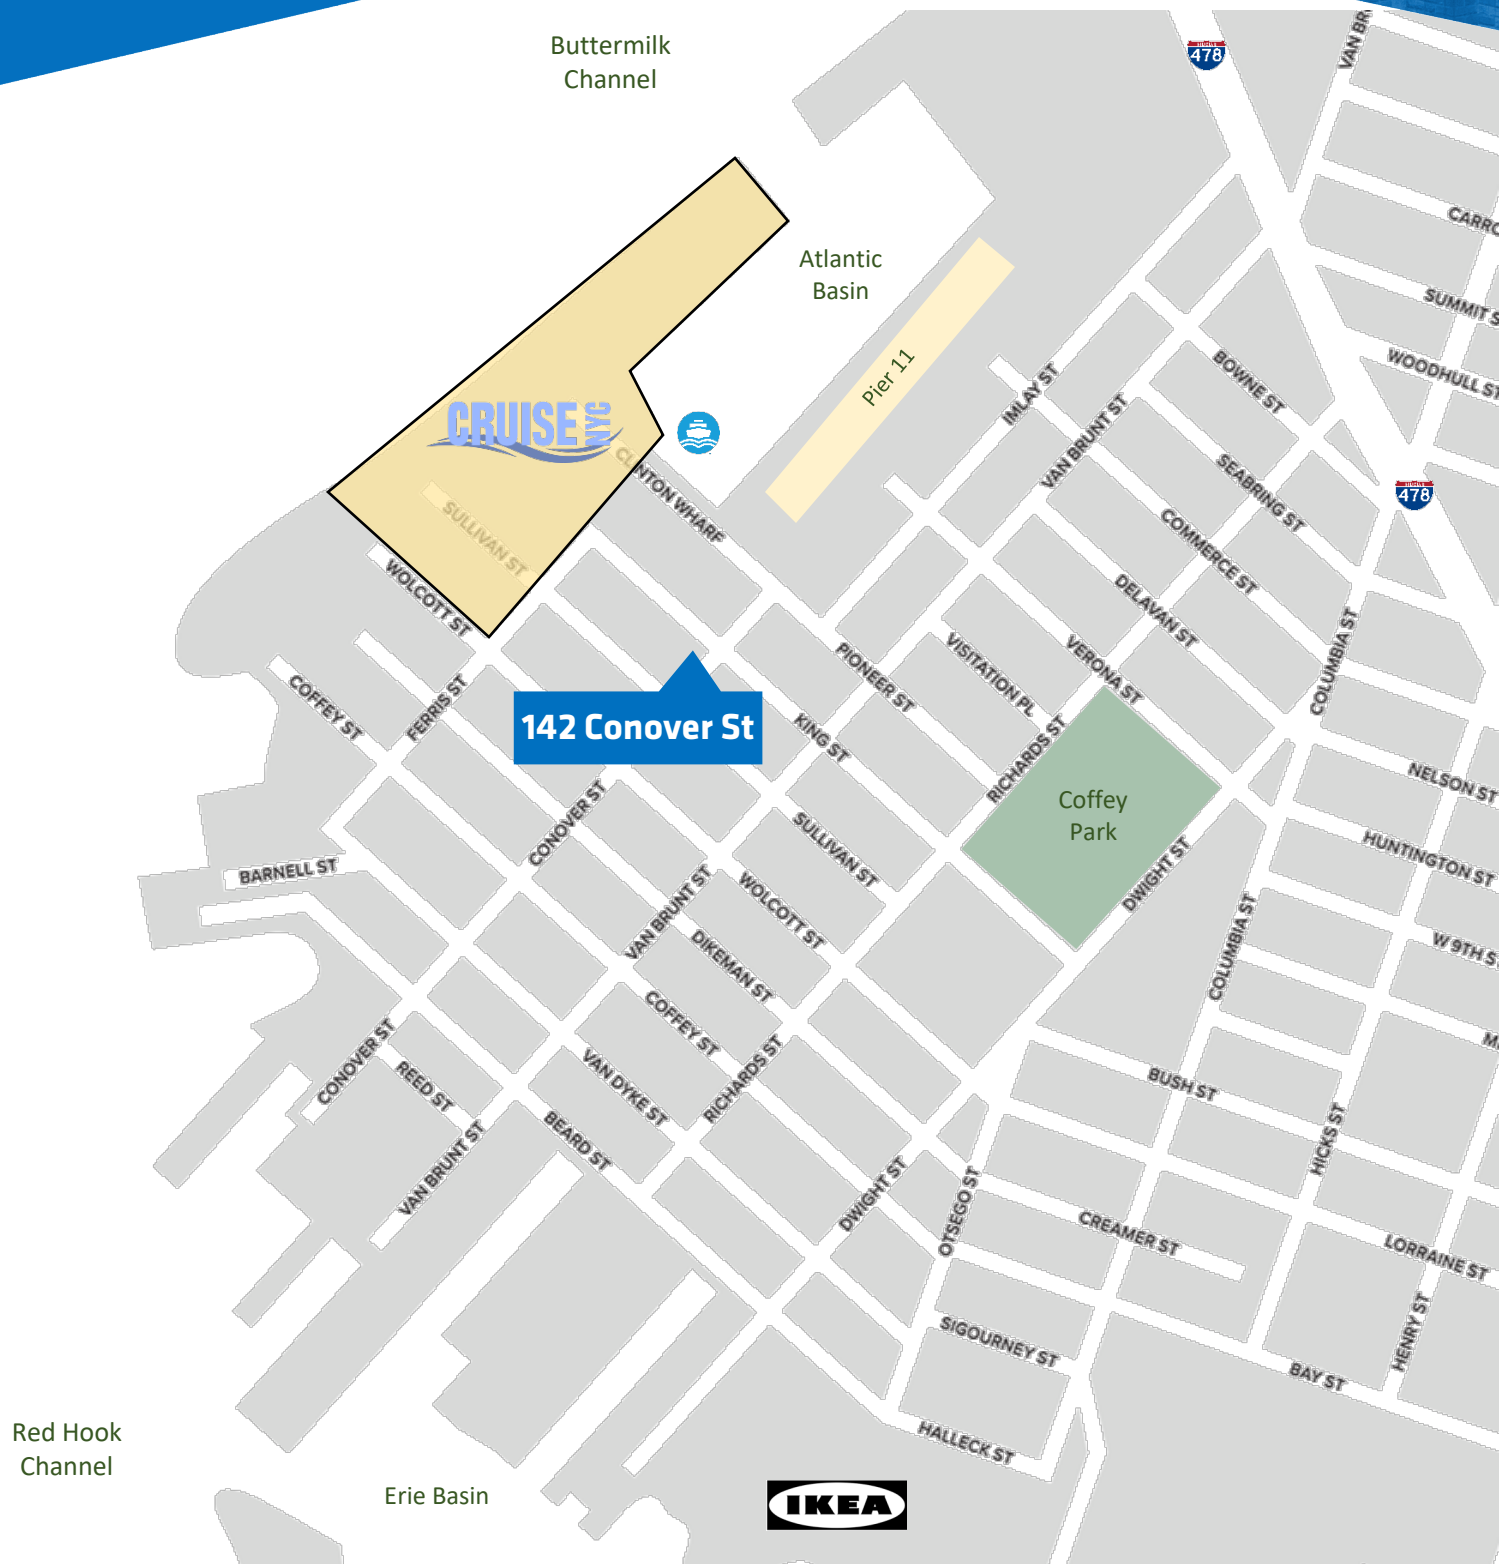 Buttermilk
Channel
478
VAN BR
CARRO
SUMMIT S
WOODHULL ST
Atlantic
Basin
Pier 11
IMLAY ST
BOWNE ST
VAN BRUNT ST
SEABRING ST
478
COMMERCE ST
CRUISE NYC
CLINTON WHARF
SULLIVAN ST
WOLCOTT ST
DELAVAN ST
COLUMBIA ST
VERONA ST
VISITATION PL
PIONEER ST
COFFEY ST
FERRIS ST
142 Conover St
KING ST
RICHARDS ST
Coffey
Park
NELSON ST
HUNTINGTON ST
CONOVER ST
SULLIVAN ST
DWIGHT ST
BARNELL ST
VAN BRUNT ST
WOLCOTT ST
COLUMBIA ST
W 9TH S
DIKEMAN ST
COFFEY ST
M
CONOVER ST
REED ST
VAN DYKE ST
RICHARDS ST
BUSH ST
BEARD ST
VAN BRUNT ST
HICKS ST
DWIGHT ST
OTSEGO ST
CREAMER ST
LORRAINE ST
SIGOURNEY ST
HENRY ST
BAY ST
Red Hook
Channel
HALLECK ST
Erie Basin
IKEA